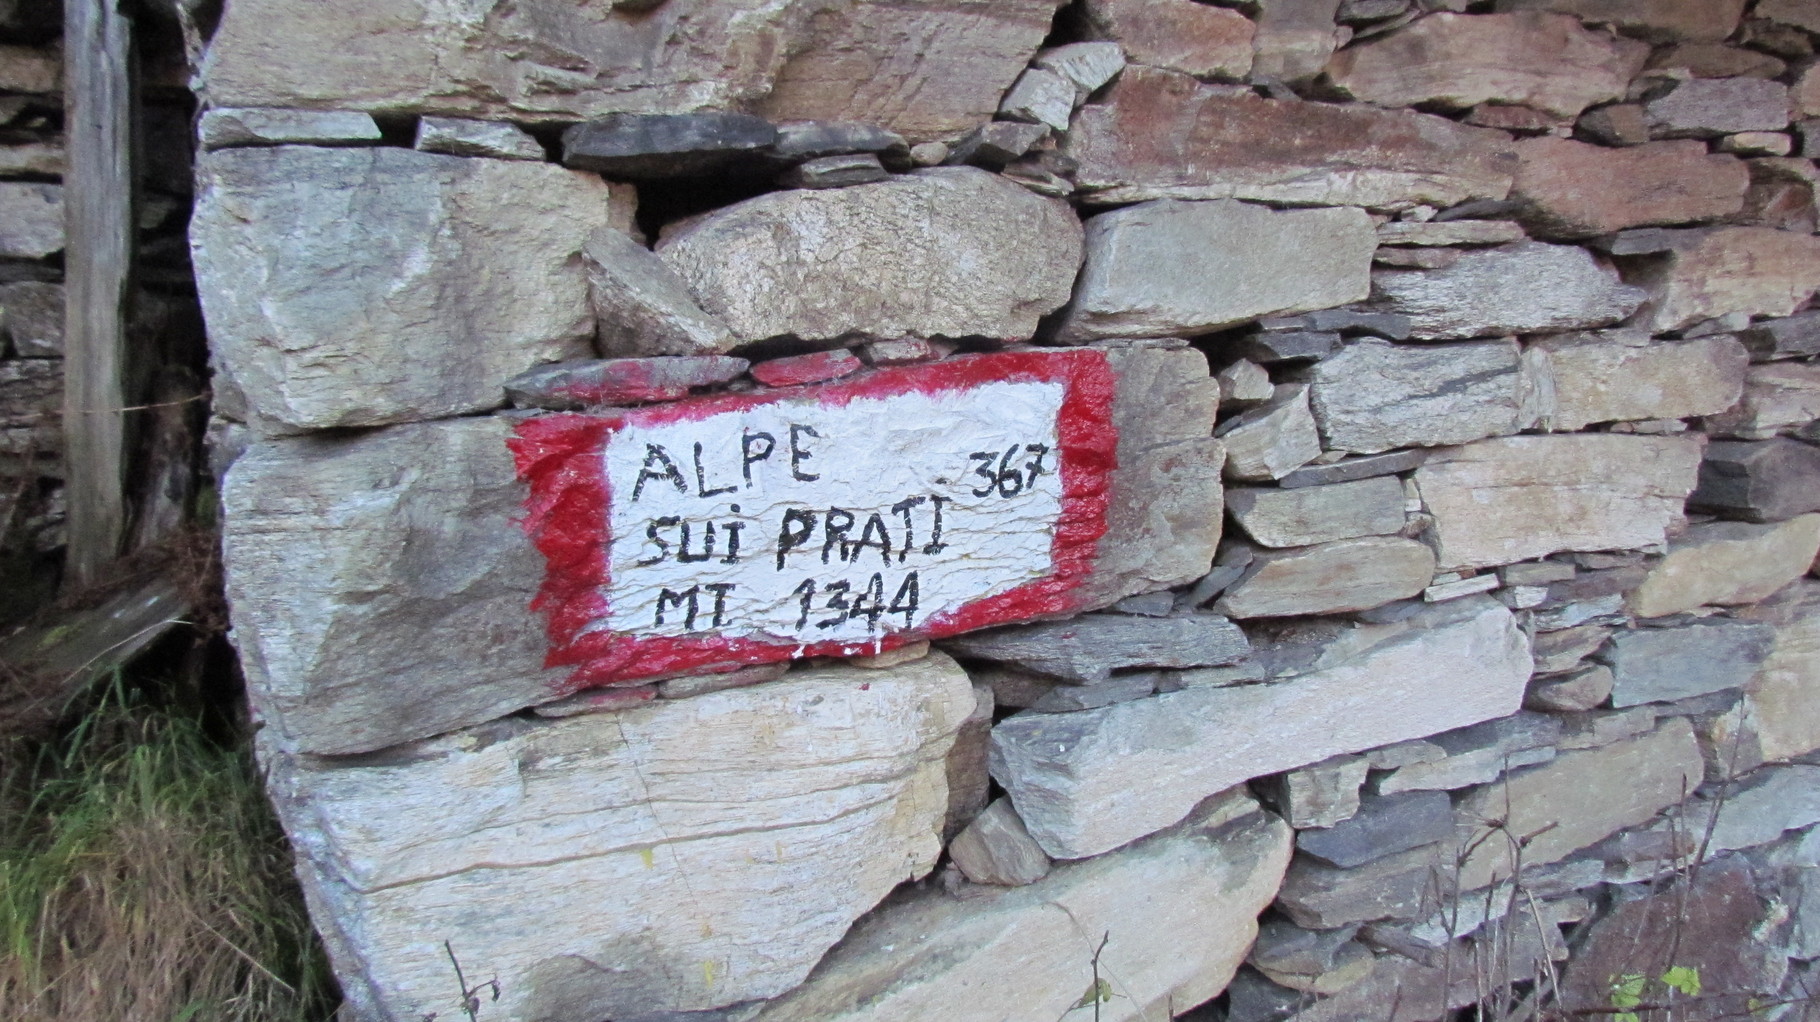 ALPE
367
SUi PRATI
MT 1344